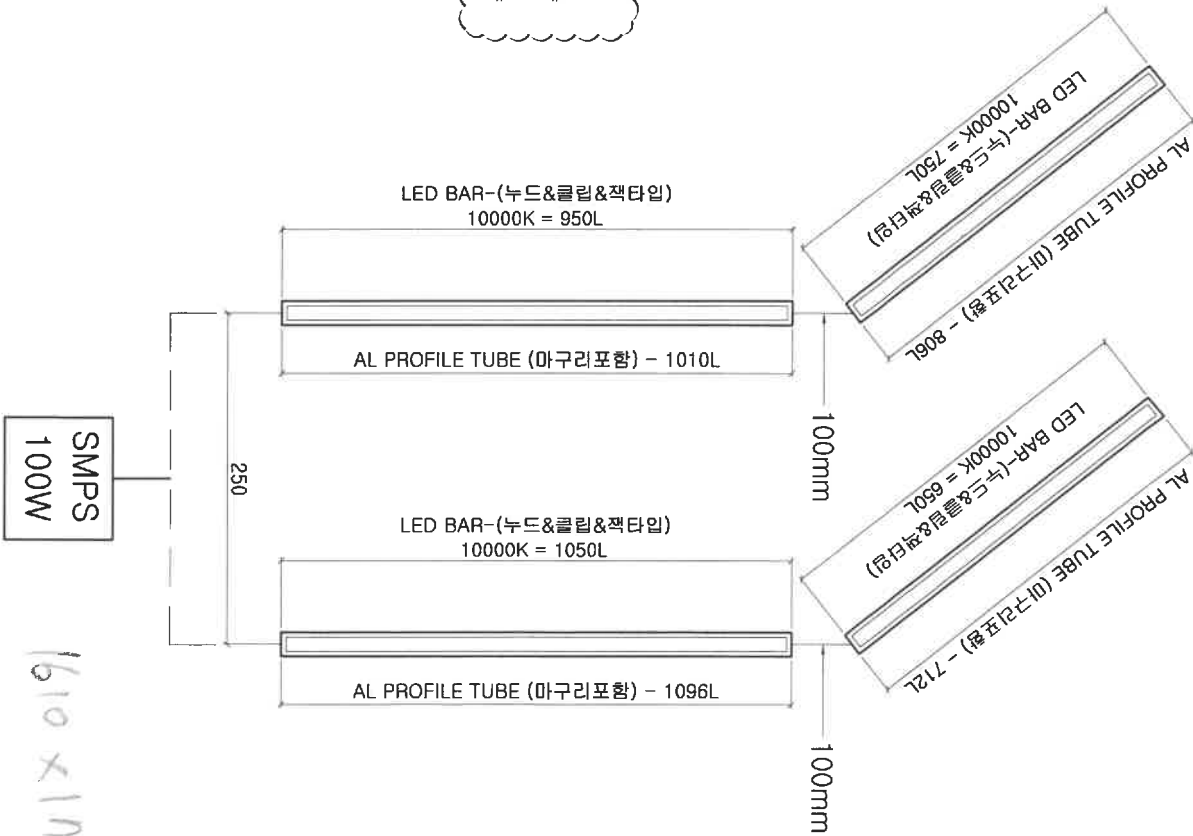 LED BAR-(누드&클립&잭타입)
10000K = 750L
AL PROFILE TUBE (마구리포함) - 806L
LED BAR-(누드&클립&잭타입)
10000K = 950L
AL PROFILE TUBE (마구리포함) - 1010L
100mm
LED BAR-(누드&클립&잭타입)
10000K = 650L
AL PROFILE TUBE (마구리포함) - 712L
250
SMPS
100W
LED BAR-(누드&클립&잭타입)
10000K = 1050L
AL PROFILE TUBE (마구리포함) - 1096L
100mm